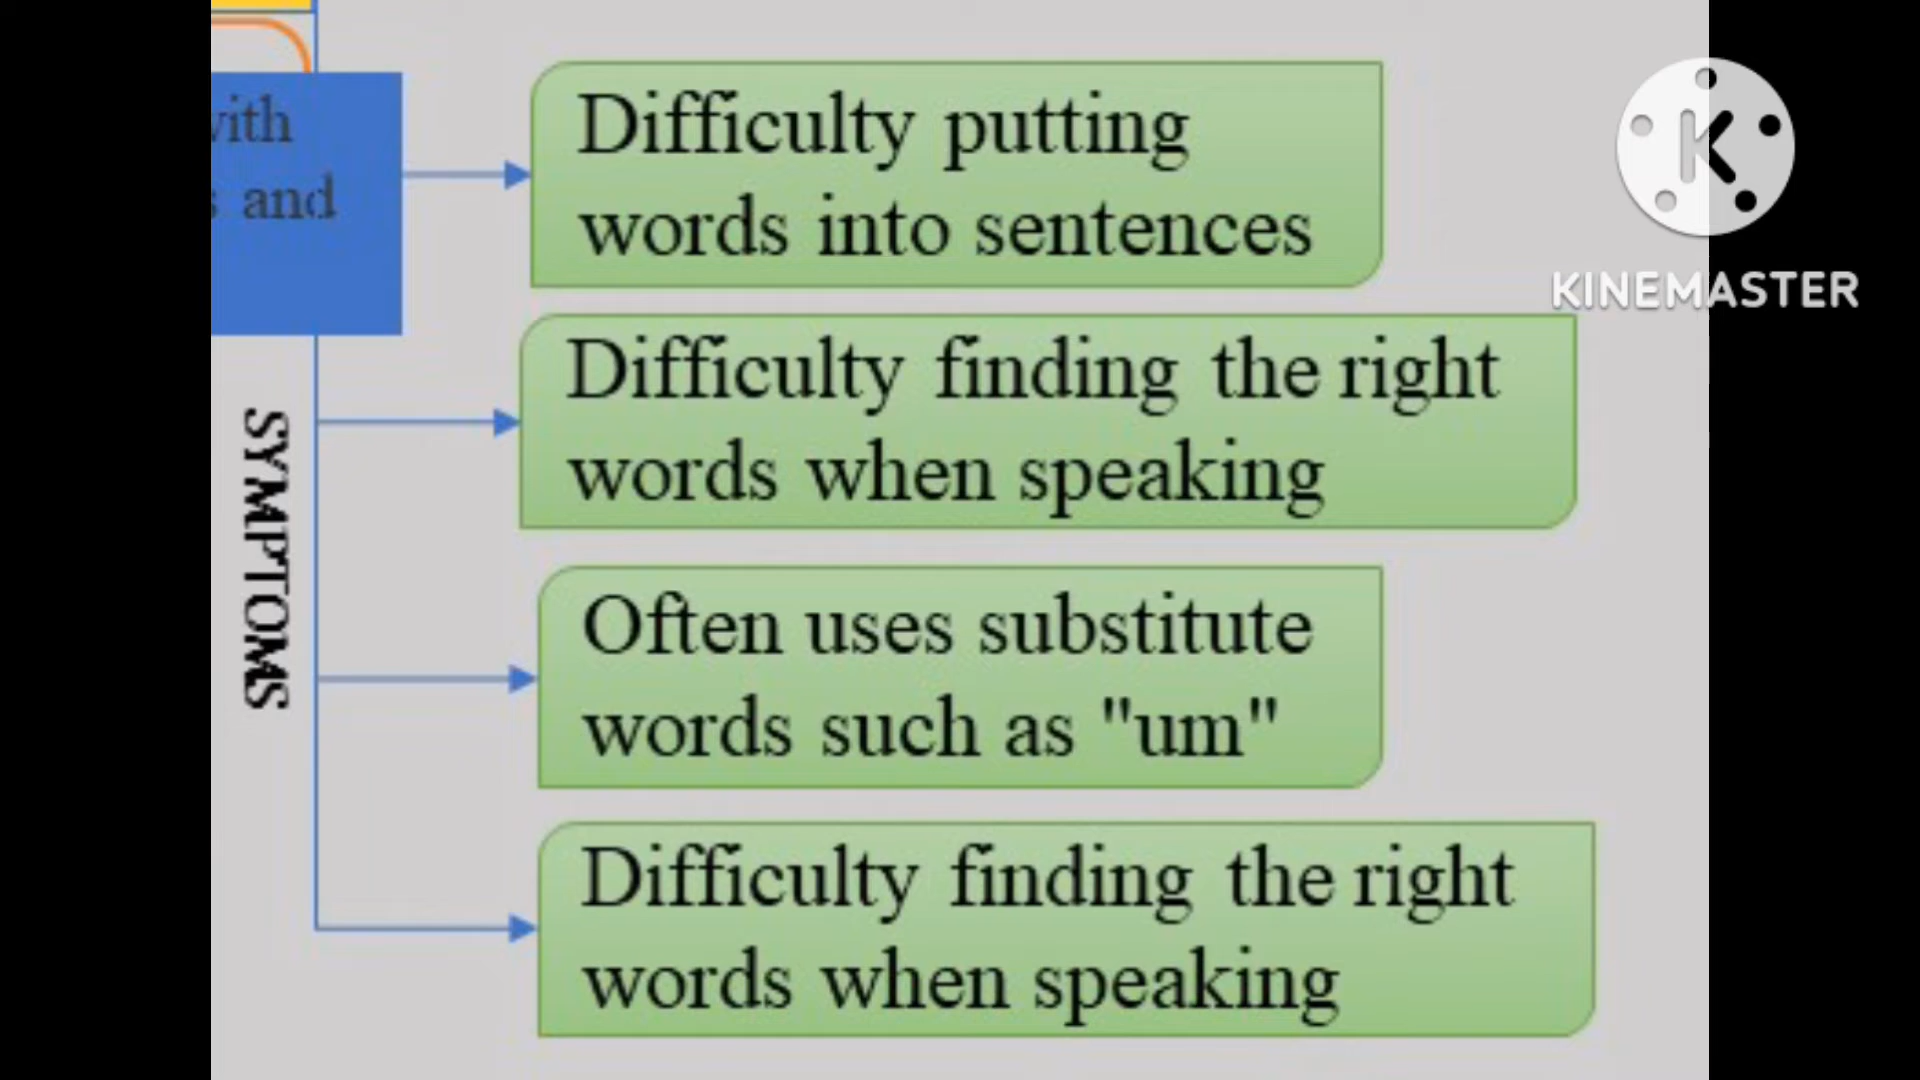 with
and
Difficulty putting
words into sentences
Difficulty finding the right
words when speaking
Often uses substitute
words such as "um"
Difficulty finding the right
words when speaking
SYMPTOMS
K
KINEMASTER